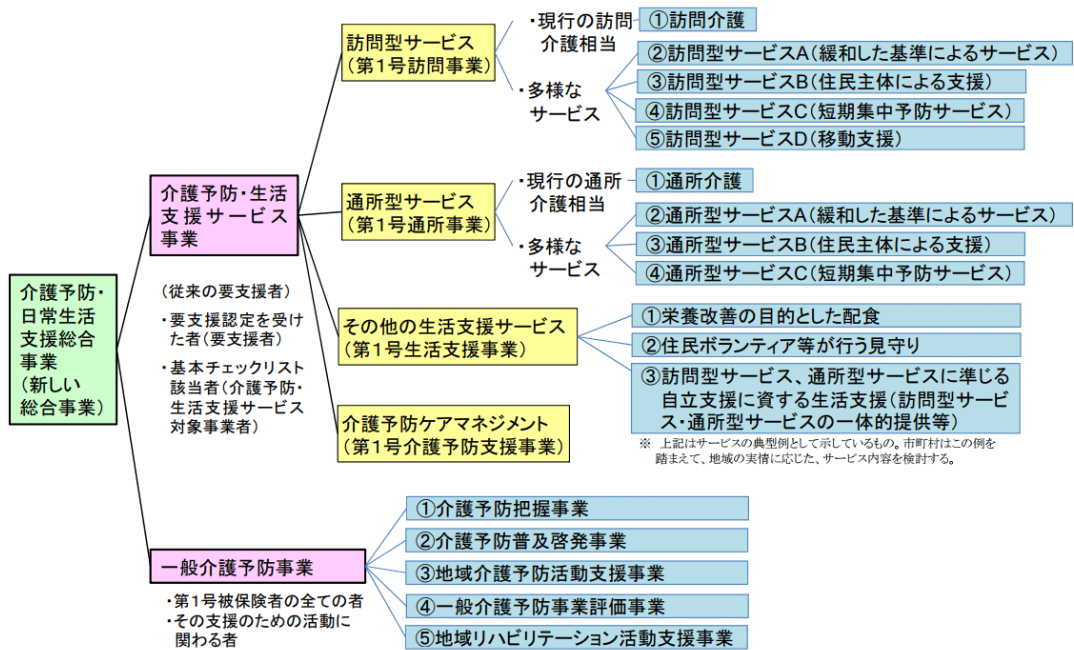 介護予防・
日常生活
支援総合
事業
(新しい
総合事業)
介護予防・生活
支援サービス
事業
(従来の要支援者)
・要支援認定を受け
た者(要支援者)
・基本チェックリスト
該当者(介護予防・
生活支援サービス
対象事業者)
訪問型サービス
(第1号訪問事業)
・現行の訪問
介護相当
①訪問介護
・多様な
サービス
②訪問型サービスA(緩和した基準によるサービス)
③訪問型サービスB(住民主体による支援)
④訪問型サービスC(短期集中予防サービス)
⑤訪問型サービスD(移動支援)
通所型サービス
(第1号通所事業)
・現行の通所
介護相当
①通所介護
・多様な
サービス
②通所型サービスA(緩和した基準によるサービス)
③通所型サービスB(住民主体による支援)
④通所型サービスC(短期集中予防サービス)
その他の生活支援サービス
(第1号生活支援事業)
①栄養改善の目的とした配食
②住民ボランティア等が行う見守り
③訪問型サービス、通所型サービスに準じる
自立支援に資する生活支援(訪問型サービ
ス・通所型サービスの一体的提供等)
※ 上記はサービスの典型例として示しているもの。市町村はこの例を
踏まえて、地域の実情に応じた、サービス内容を検討する。
介護予防ケアマネジメント
(第1号介護予防支援事業)
一般介護予防事業
・第1号被保険者の全ての者
・その支援のための活動に
関わる者
①介護予防把握事業
②介護予防普及啓発事業
③地域介護予防活動支援事業
④一般介護予防事業評価事業
⑤地域リハビリテーション活動支援事業